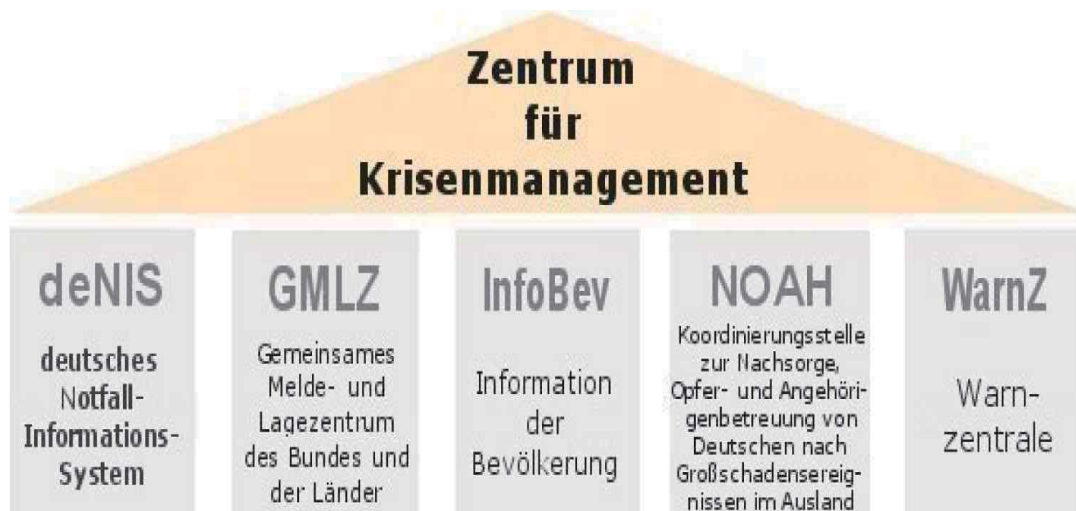 Zentrum
für
Krisenmanagement
deNIS
deutsches
Notfall-
Informations-
System
GMLZ
Gemeinsames
Melde- und
Lagezentrum
des Bundes und
der Länder
InfoBev
Information
der
Bevölkerung
NOAH
Koordinierungsstelle
zur Nachsorge,
Opfer- und Angehöri-
genbetreuung von
Deutschen nach
Großschadensereig-
nissen im Ausland
WarnZ
Warn-
zentrale